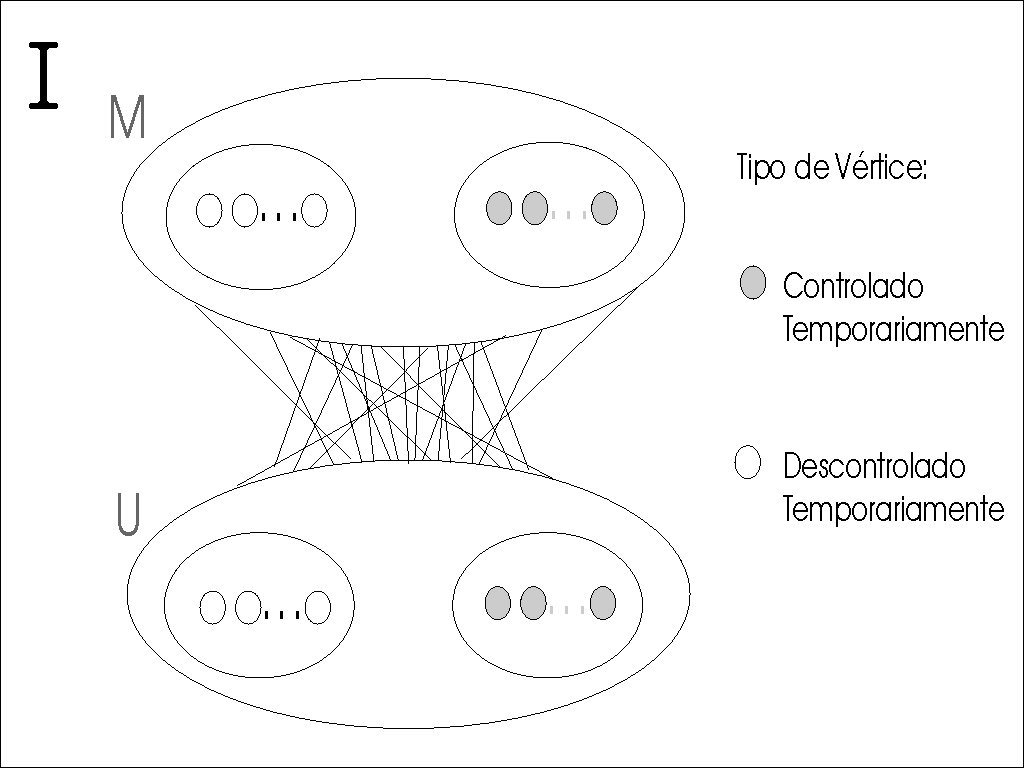 I
M
Tipo de Vértice:
Controlado
Temporariamente
Descontrolado
Temporariamente
U